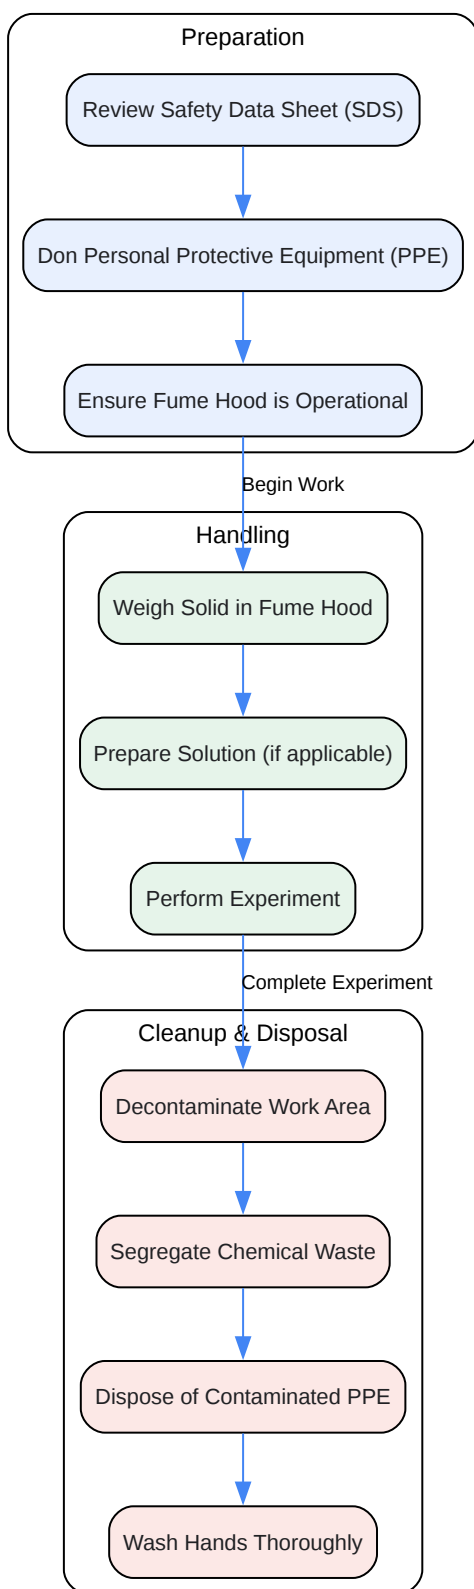 Preparation
Review Safety Data Sheet (SDS)
Don Personal Protective Equipment (PPE)
Ensure Fume Hood is Operational
Begin Work
Handling
Weigh Solid in Fume Hood
Prepare Solution (if applicable)
Perform Experiment
Complete Experiment
Cleanup & Disposal
Decontaminate Work Area
Segregate Chemical Waste
Dispose of Contaminated PPE
Wash Hands Thoroughly